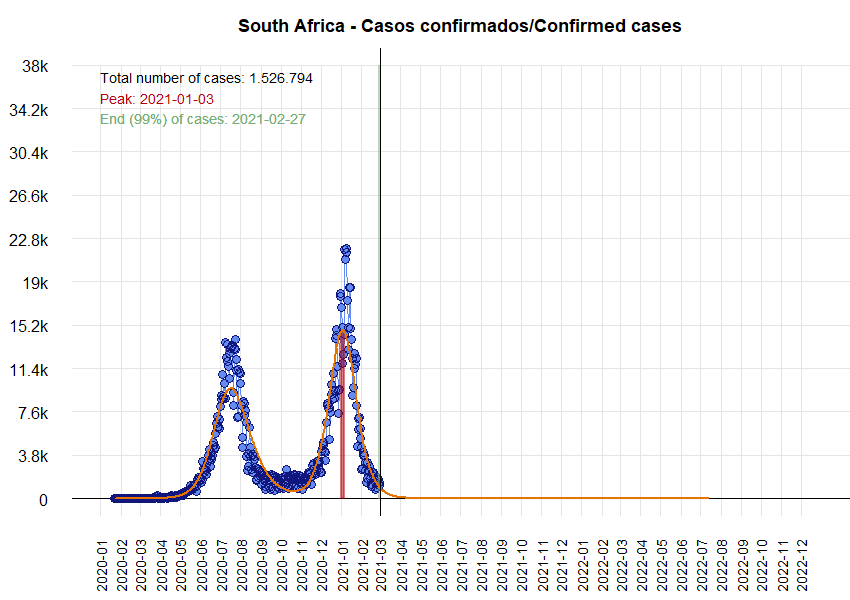 South Africa - Casos confirmados/Confirmed cases
38k
34.2k
30.4k
26.6k
22.8k
19k
15.2k
11.4k
7.6k
3.8k
0
Total number of cases: 1.526.794
Peak: 2021-01-03
End (99%) of cases: 2021-02-27
2020-01
2020-02
2020-03
2020-04
2020-05
2020-06
2020-07
2020-08
2020-09
2020-10
2020-11
2020-12
2021-01
2021-03
2021-04
2021-05
2021-06
2021-07
2021-08
2021-09
2021-10
2021-11
2021-12
2022-01
2022-02
2022-03
2022-04
2022-05
2022-06
2022-07
2022-08
2022-09
2022-10
2022-11
2022-12